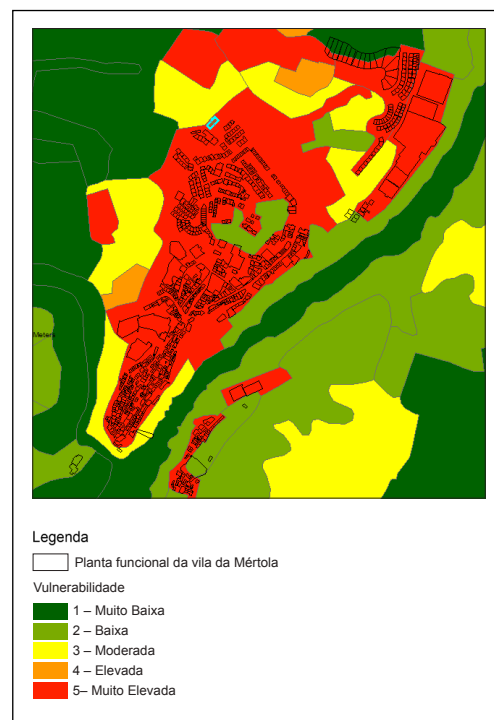 Meters
Legenda
Planta funcional da vila da Mértola
Vulnerabilidade
1 – Muito Baixa
2 – Baixa
3 – Moderada
4 – Elevada
5– Muito Elevada